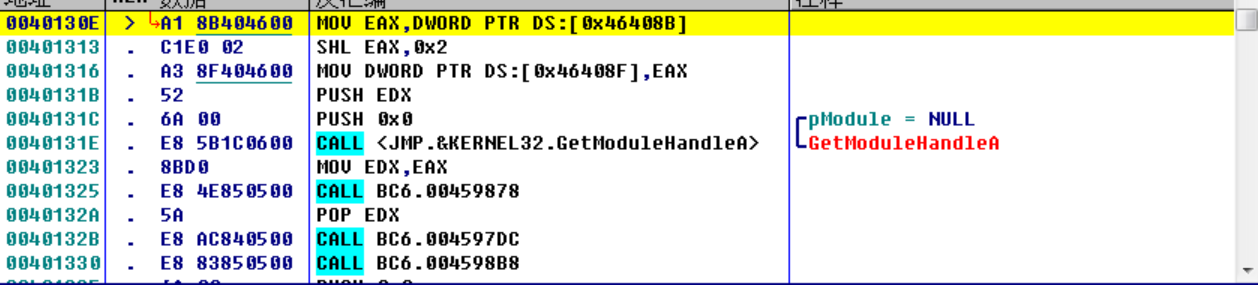 地址 HEX 数据 反汇编 注释
0040130E > A1 8B404600 MOV EAX,DWORD PTR DS:[0x46408B]
00401313 . C1E0 02 SHL EAX,0x2
00401316 . A3 8F404600 MOV DWORD PTR DS:[0x46408F],EAX
0040131B . 52 PUSH EDX
0040131C . 6A 00 PUSH 0x0 pModule = NULL
0040131E . E8 5B1C0600 CALL <JMP.&KERNEL32.GetModuleHandleA> GetModuleHandleA
00401323 . 8BD0 MOV EDX,EAX
00401325 . E8 4E850500 CALL BC6.00459878
0040132A . 5A POP EDX
0040132B . E8 AC840500 CALL BC6.004597DC
00401330 . E8 83850500 CALL BC6.004598B8